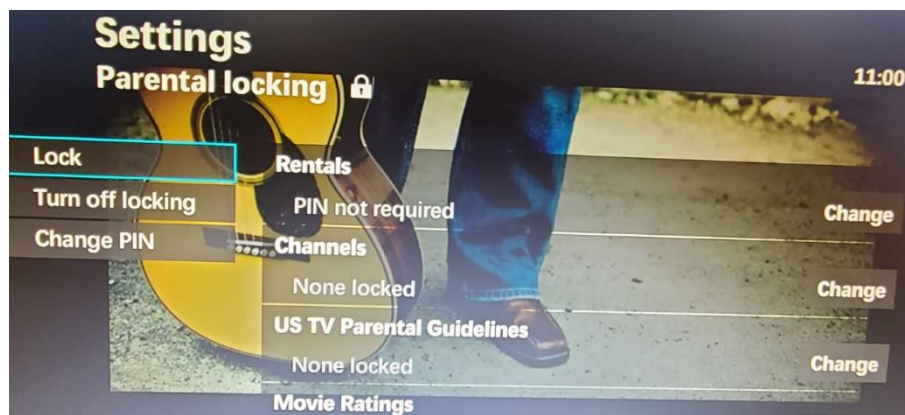 Settings
Parental locking
11:00
Lock
Turn off locking
Change PIN
Rentals
PIN not required
Change
Channels
None locked
Change
US TV Parental Guidelines
None locked
Change
Movie Ratings